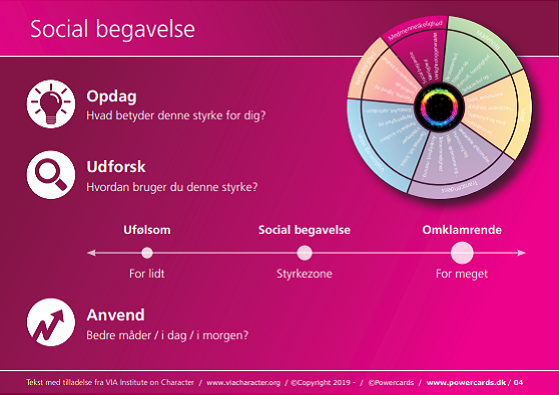 Social begavelse
Medmenneskelighed
Opdag
Hvad betyder denne styrke for dig?
Udforsk
Hvordan bruger du denne styrke?
Transcendens
Ufølsom
Social begavelse
Omklamrende
For lidt
Styrkezone
For meget
Anvend
Bedre måder / i dag / i morgen?
Tekst med tilladelse fra VIA Institute on Character / www.viacharacter.org / ©Copyright 2019 - / ©Powercards / www.powercards.dk / 04